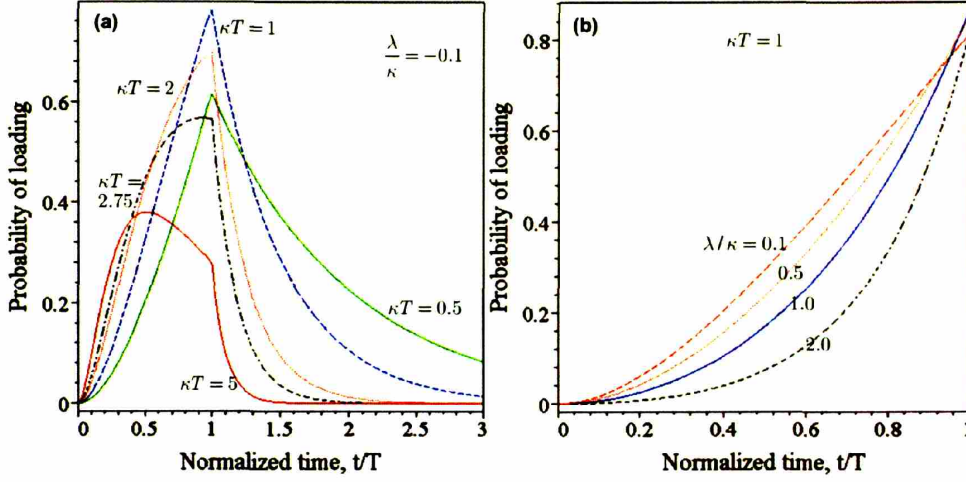 (a)
κT = 1
λ/κ = −0.1
κT = 2
κT =
2.75
κT = 0.5
κT = 5
Probability of loading
0
0.2
0.4
0.6
0
0.5
1
1.5
2
2.5
3
Normalized time, t/T
(b)
κT = 1
λ/κ = 0.1
0.5
1.0
2.0
Probability of loading
0
0.2
0.4
0.6
0.8
0
0.2
0.4
0.6
0.8
1
Normalized time, t/T